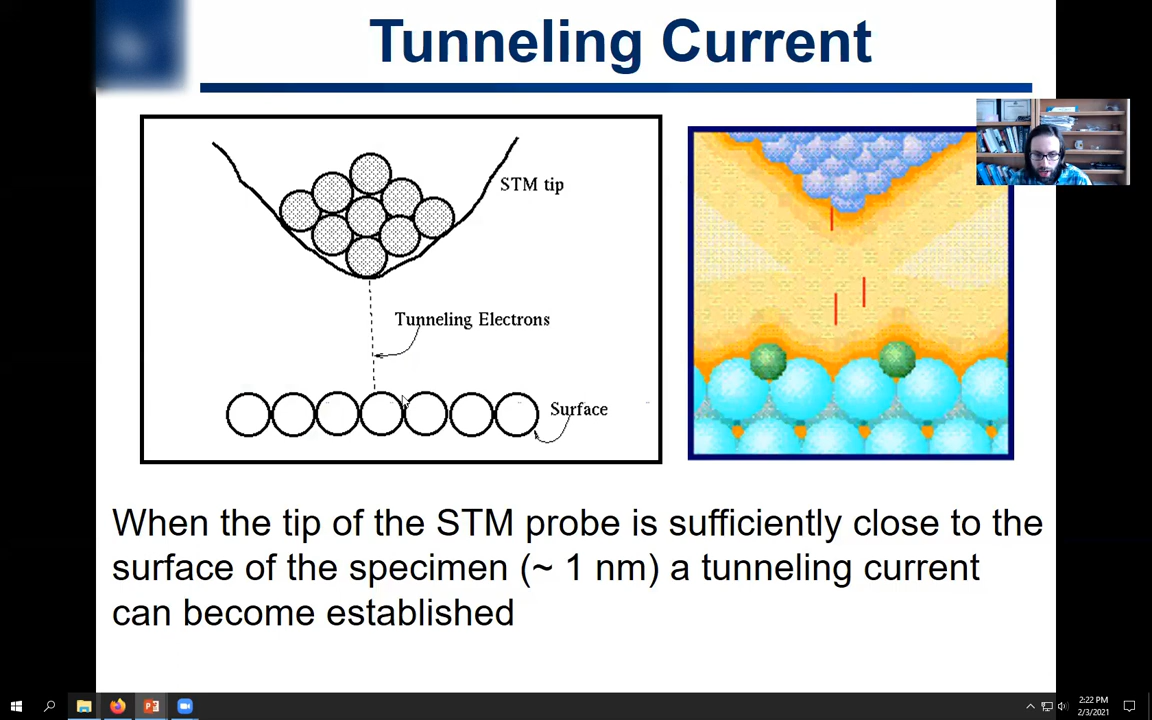 Tunneling Current
STM tip
Tunneling Electrons
Surface
When the tip of the STM probe is sufficiently close to the
surface of the specimen (~ 1 nm) a tunneling current
can become established
2:22 PM
2/3/2021